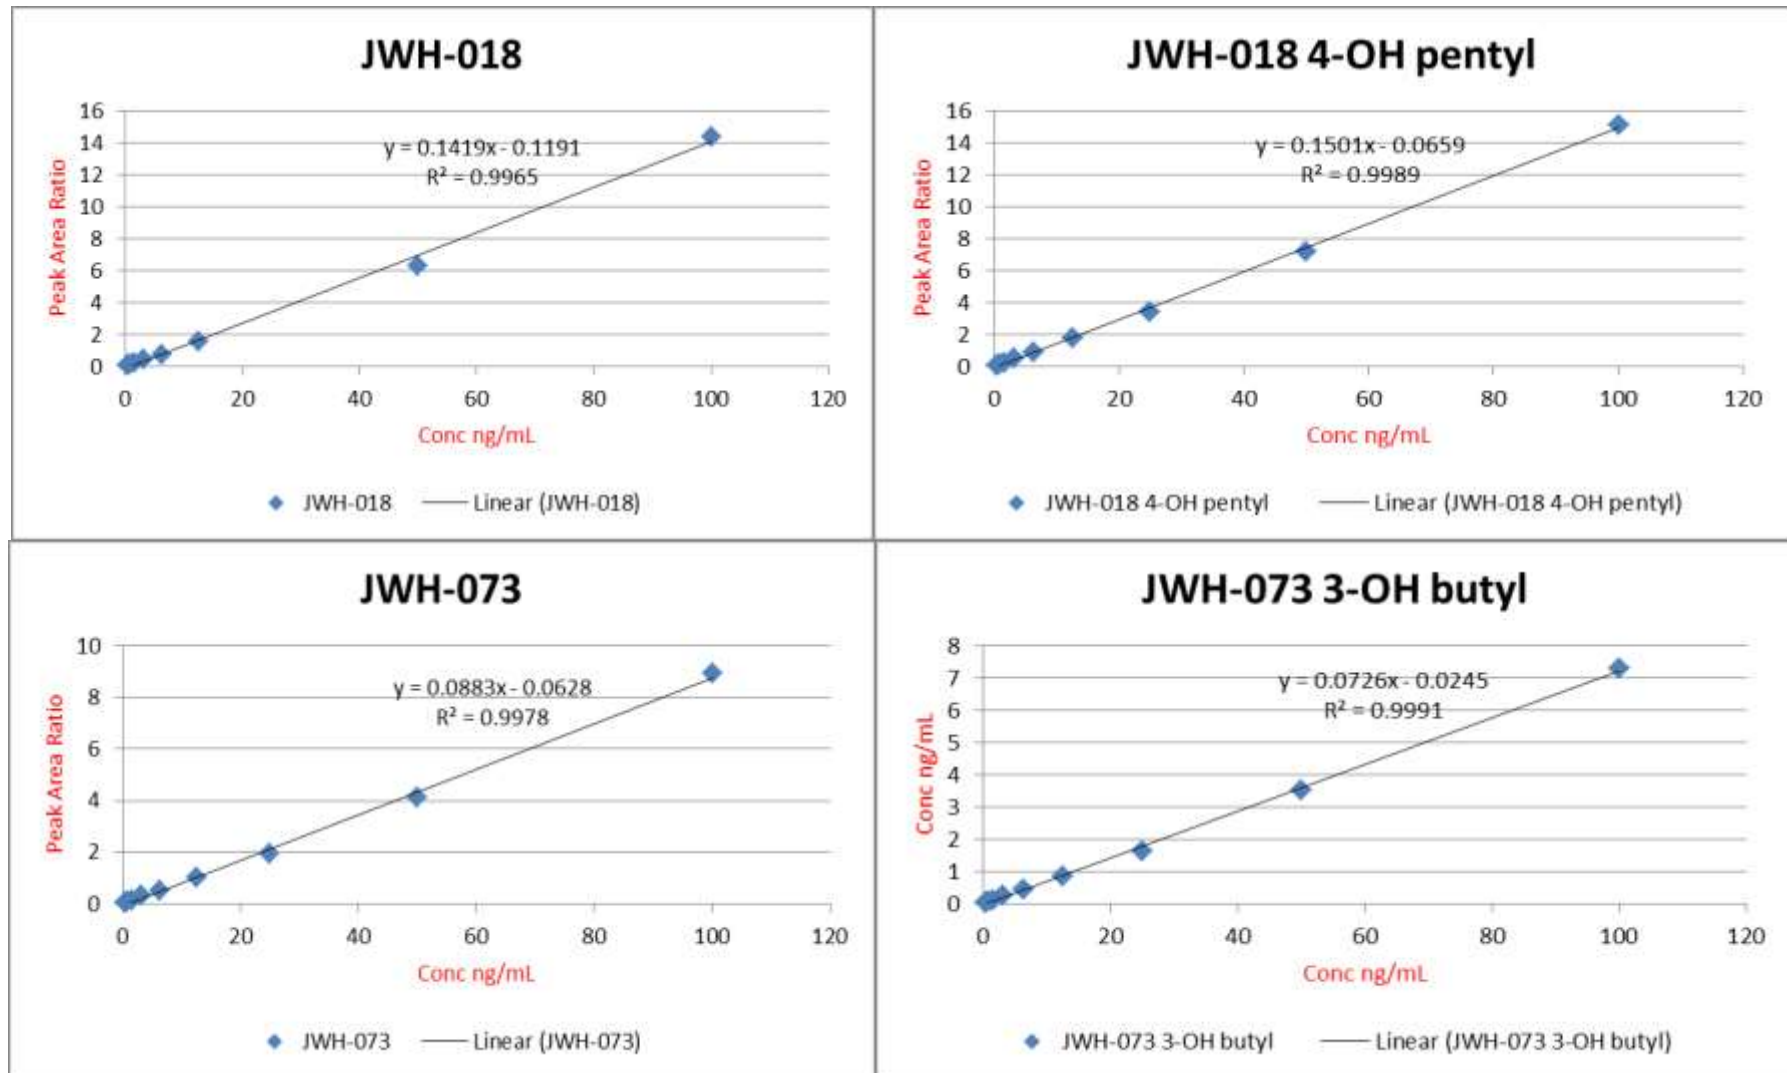 JWH-018
16
14
12
10
8
6
4
2
0
Peak Area Ratio
y = 0.1419x - 0.1191
R² = 0.9965
0 20 40 60 80 100 120
Conc ng/mL
JWH-018 Linear (JWH-018)
JWH-018 4-OH pentyl
16
14
12
10
8
6
4
2
0
Peak Area Ratio
y = 0.1501x - 0.0659
R² = 0.9989
0 20 40 60 80 100 120
Conc ng/mL
JWH-018 4-OH pentyl Linear (JWH-018 4-OH pentyl)
JWH-073
10
8
6
4
2
0
Peak Area Ratio
y = 0.0883x - 0.0628
R² = 0.9978
0 20 40 60 80 100 120
Conc ng/mL
JWH-073 Linear (JWH-073)
JWH-073 3-OH butyl
8
7
6
5
4
3
2
1
0
Conc ng/mL
y = 0.0726x - 0.0245
R² = 0.9991
0 20 40 60 80 100 120
Conc ng/mL
JWH-073 3-OH butyl Linear (JWH-073 3-OH butyl)